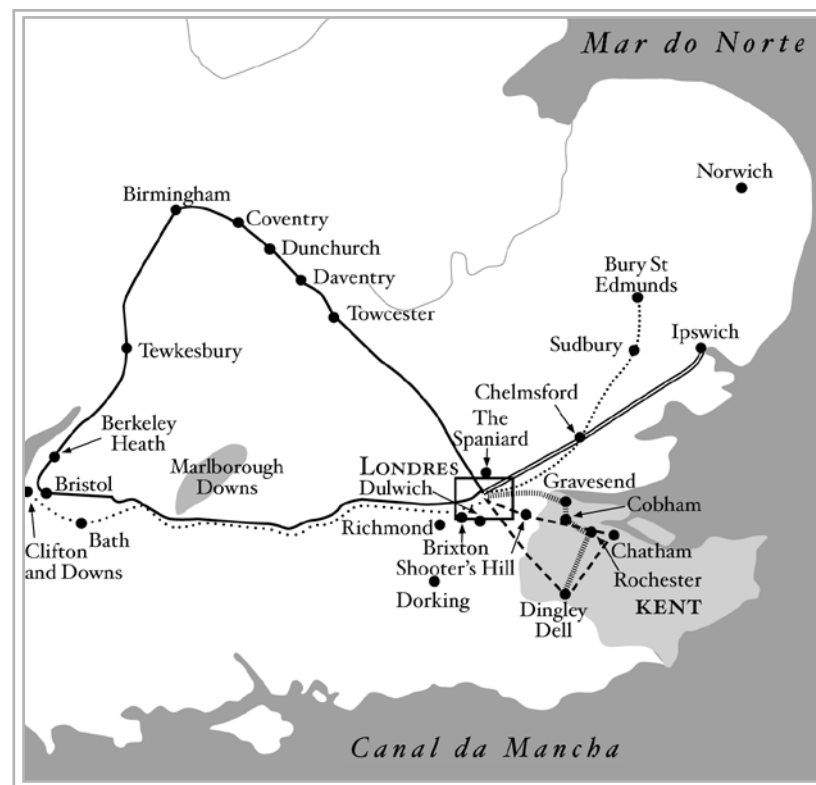 Mar do Norte
Norwich
Birmingham
Coventry
Dunchurch
Daventry
Towcester
Bury St
Edmunds
Ipswich
Sudbury
Tewkesbury
Chelmsford
The
Spaniard
Berkeley
Heath
Marlborough
Downs
LONDRES
Dulwich
Gravesend
Bristol
Cobham
Richmond
Bath
Clifton
and Downs
Brixton
Chatham
Shooter's Hill
Rochester
Dorking
Dingley
Dell
KENT
Canal da Mancha